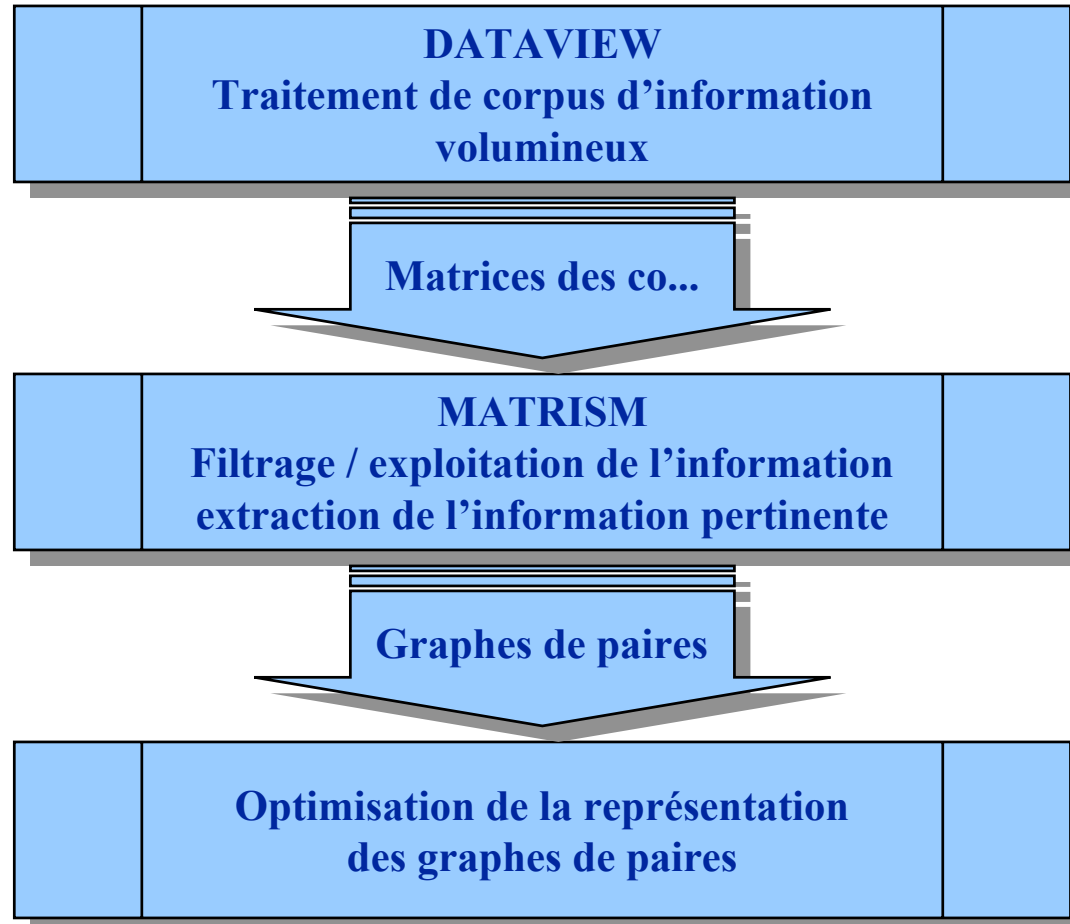 DATAVIEW
Traitement de corpus d’information
volumineux
Matrices des co...
MATRISM
Filtrage / exploitation de l’information
extraction de l’information pertinente
Graphes de paires
Optimisation de la représentation
des graphes de paires